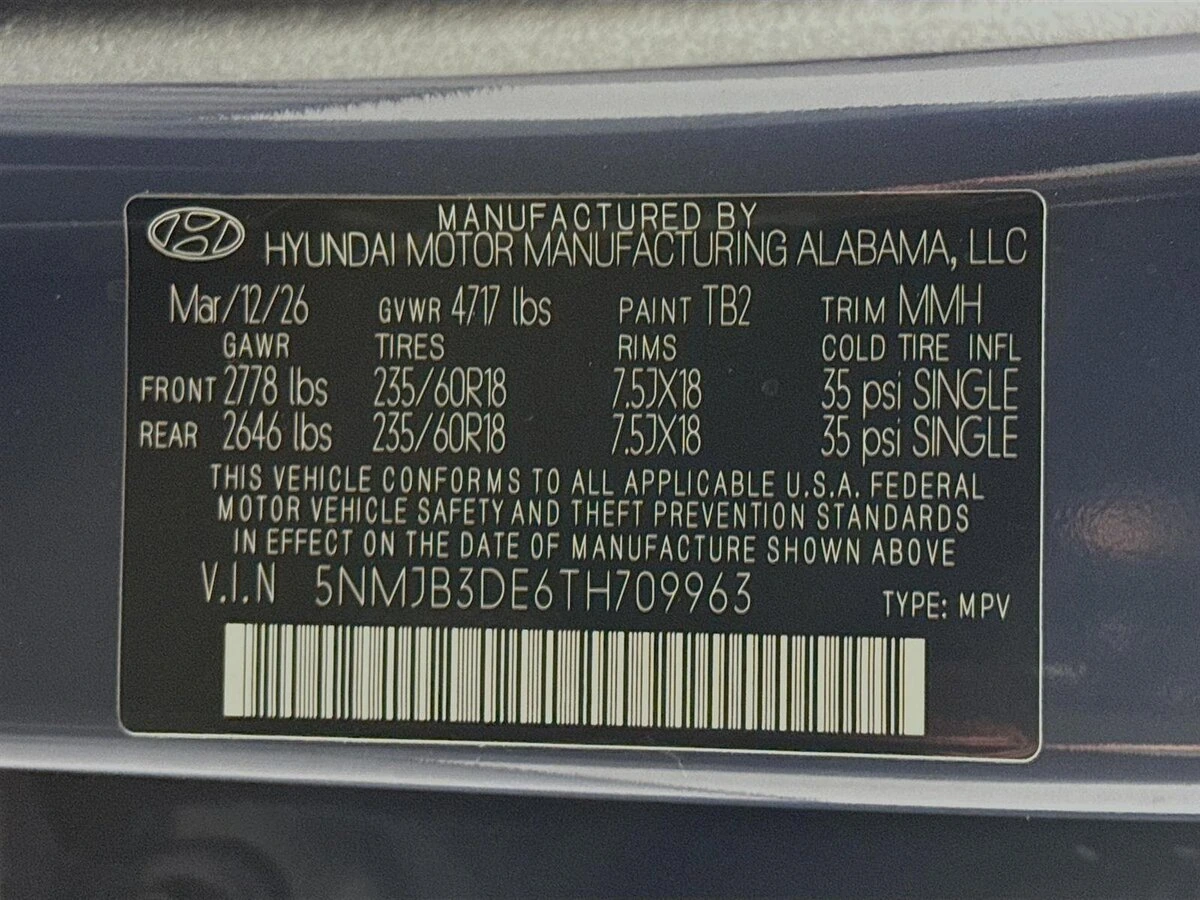 MANUFACTURED BY
HYUNDAI MOTOR MANUFACTURING ALABAMA, LLC
Mar/12/26 GVWR 4717 lbs PAINT TB2 TRIM MMH
GAWR TIRES RIMS COLD TIRE INFL
FRONT 2778 lbs 235/60R18 7.5JX18 35 psi SINGLE
REAR 2646 lbs 235/60R18 7.5JX18 35 psi SINGLE
THIS VEHICLE CONFORMS TO ALL APPLICABLE U.S.A. FEDERAL
MOTOR VEHICLE SAFETY AND THEFT PREVENTION STANDARDS
IN EFFECT ON THE DATE OF MANUFACTURE SHOWN ABOVE
V.I.N 5NMJB3DE6TH709963 TYPE: MPV